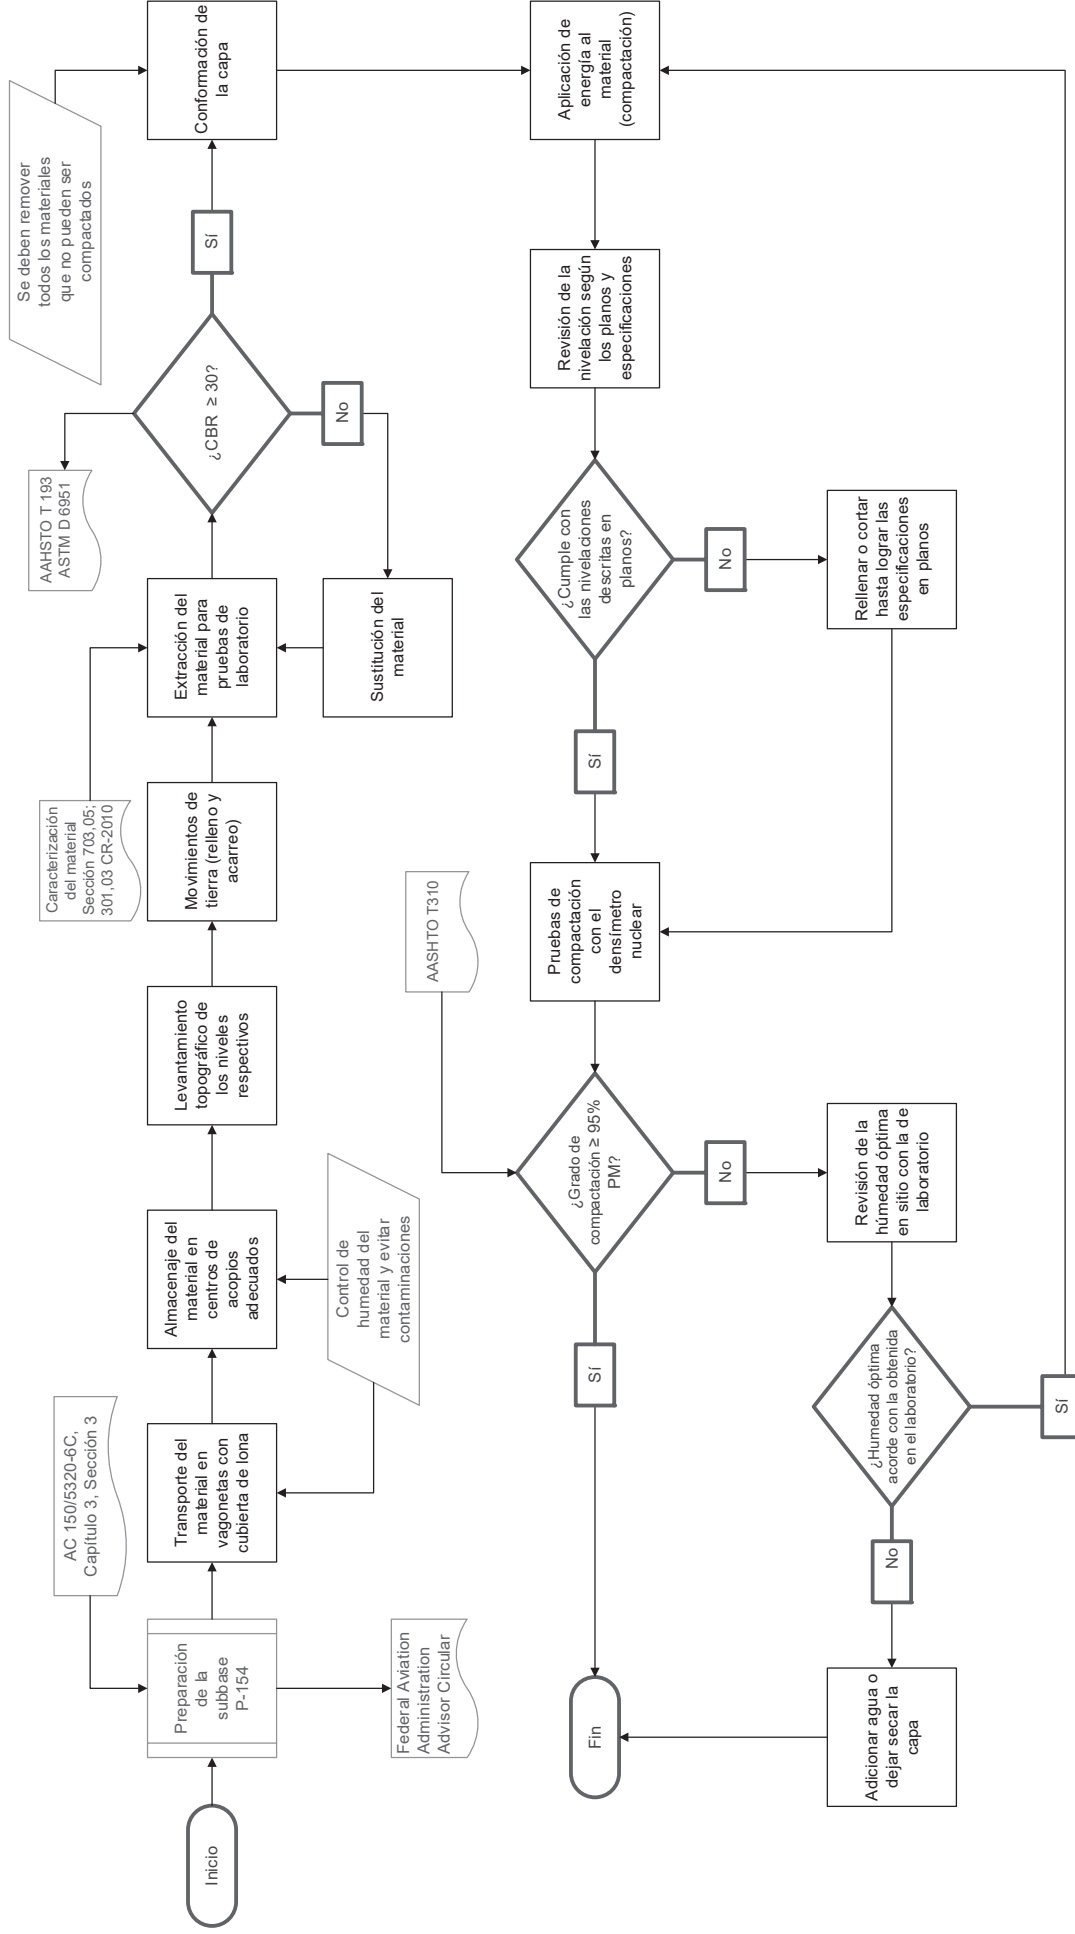 Inicio
Preparación
de la
subbase
P-154
AC 150/5320-6C,
Capítulo 3, Sección 3
Federal Aviation
Administration
Advisor Circular
Transporte del
material en
vagonetas con
cubierta de lona
Almacenaje del
material en
centros de
acopios
adecuados
Control de
humedad del
material y evitar
contaminaciones
Levantamiento
topográfico de
los niveles
respectivos
Movimientos de
tierra (relleno y
acarreo)
Caracterización
del material
Sección 703,05;
301,03 CR-2010
Extracción del
material para
pruebas de
laboratorio
Sustitución del
material
AAHSTO T 193
ASTM D 6951
¿CBR ≥ 30?
No
Sí
Se deben remover
todos los materiales
que no pueden ser
compactados
Conformación de
la capa
Aplicación de
energía al
material
(compactación)
Revisión de la
nivelación según
los planos y
especificaciones
¿Cumple con
las nivelaciones
descritas en
planos?
No
Rellenar o cortar
hasta lograr las
especificaciones
en planos
Sí
Pruebas de
compactación
con el
densímetro
nuclear
AASHTO T310
¿Grado de
compactación ≥ 95%
PM?
No
Sí
Revisión de la
húmedad óptima
en sitio con la de
laboratorio
¿Humedad óptima
acorde con la obtenida
en el laboratorio?
Sí
No
Adicionar agua o
dejar secar la
capa
Fin